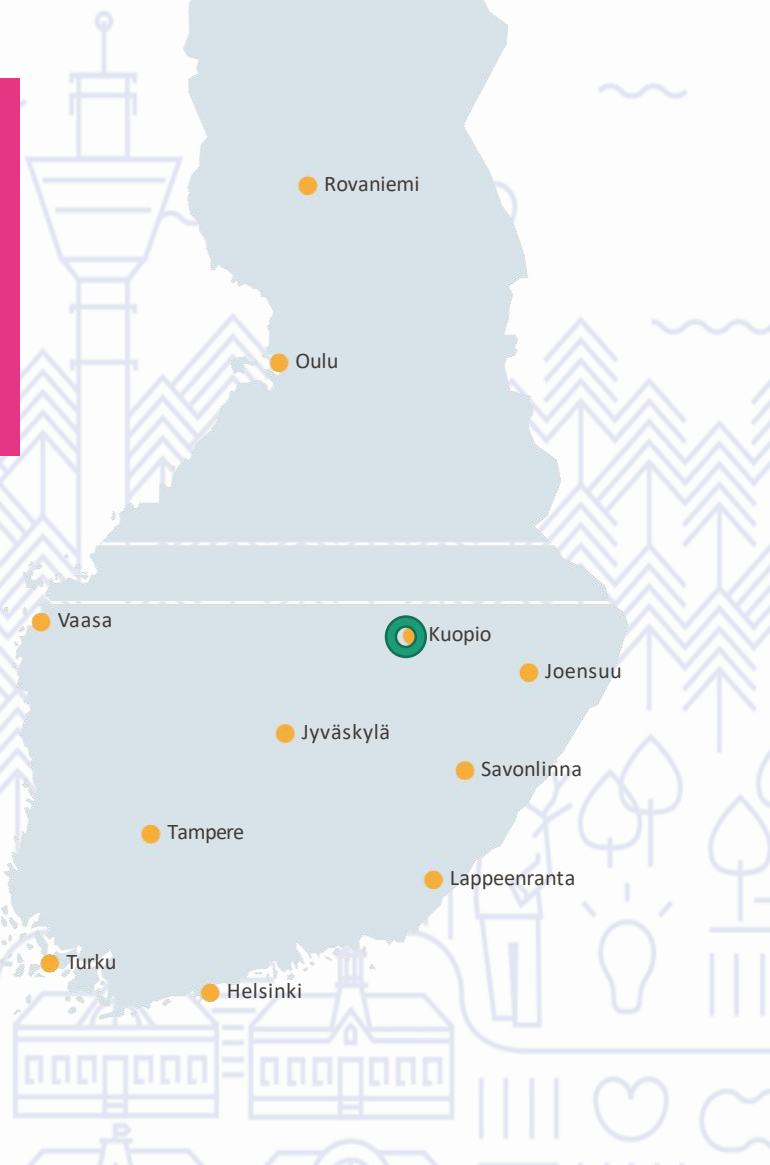 Rovaniemi
Oulu
Vaasa
Kuopio
Joensuu
Jyväskylä
Savonlinna
Tampere
Lappeenranta
Turku
Helsinki